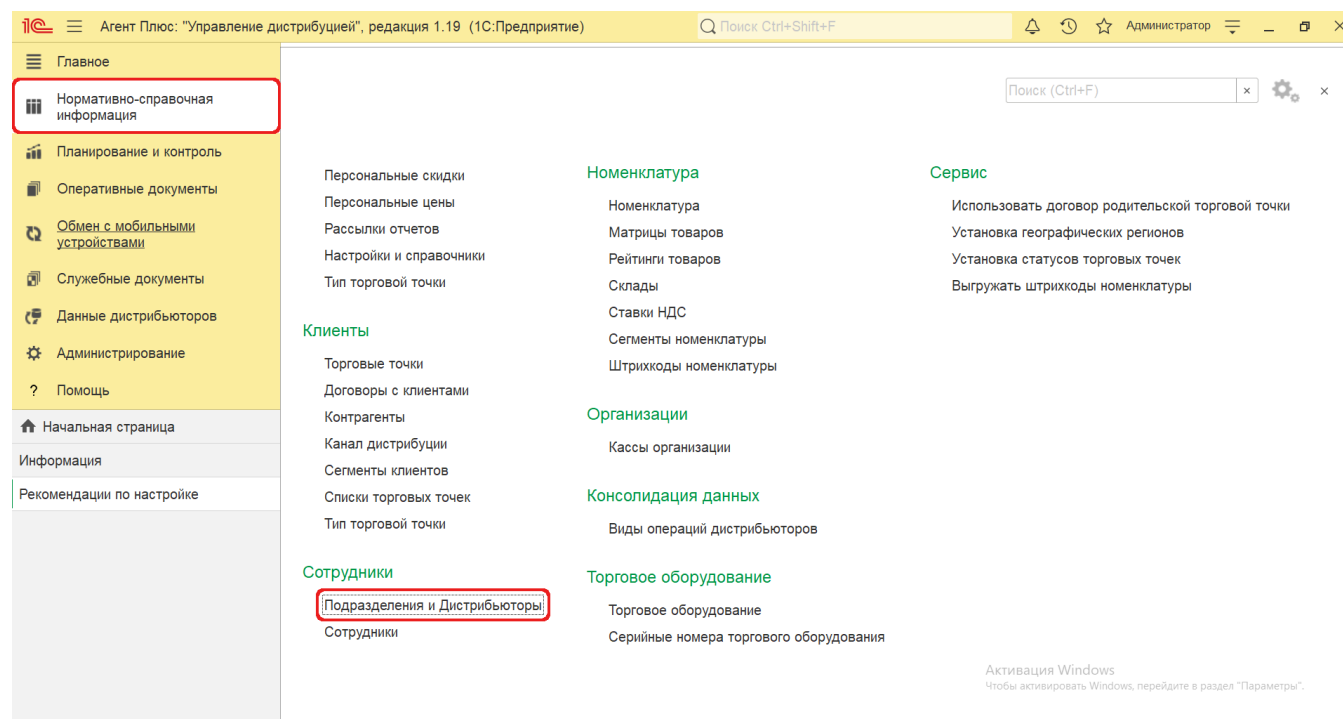 1С Агент Плюс: "Управление дистрибуцией", редакция 1.19 (1С:Предприятие)
Поиск Ctrl+Shift+F
Администратор
Главное
Нормативно-справочная
информация
Планирование и контроль
Оперативные документы
Обмен с мобильными
устройствами
Служебные документы
Данные дистрибьюторов
Администрирование
? Помощь
Начальная страница
Информация
Рекомендации по настройке
Поиск (Ctrl+F)
Персональные скидки
Персональные цены
Рассылки отчетов
Настройки и справочники
Тип торговой точки
Клиенты
Торговые точки
Договоры с клиентами
Контрагенты
Канал дистрибуции
Сегменты клиентов
Списки торговых точек
Тип торговой точки
Сотрудники
Подразделения и Дистрибьюторы
Сотрудники
Номенклатура
Номенклатура
Матрицы товаров
Рейтинги товаров
Склады
Ставки НДС
Сегменты номенклатуры
Штрихкоды номенклатуры
Организации
Кассы организации
Консолидация данных
Виды операций дистрибьюторов
Торговое оборудование
Торговое оборудование
Серийные номера торгового оборудования
Сервис
Использовать договор родительской торговой точки
Установка географических регионов
Установка статусов торговых точек
Выгружать штрихкоды номенклатуры
Активация Windows
Чтобы активировать Windows, перейдите в раздел "Параметры".